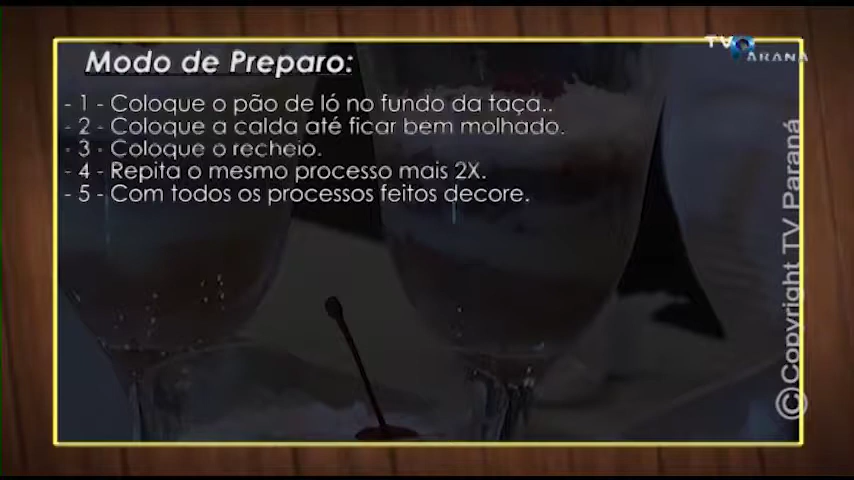 TV PARANÁ
Modo de Preparo:
- 1 - Coloque o pão de ló no fundo da taça..
- 2 - Coloque a calda até ficar bem molhado.
- 3 - Coloque o recheio.
- 4 - Repita o mesmo processo mais 2X.
- 5 - Com todos os processos feitos decore.
© Copyright TV Paraná